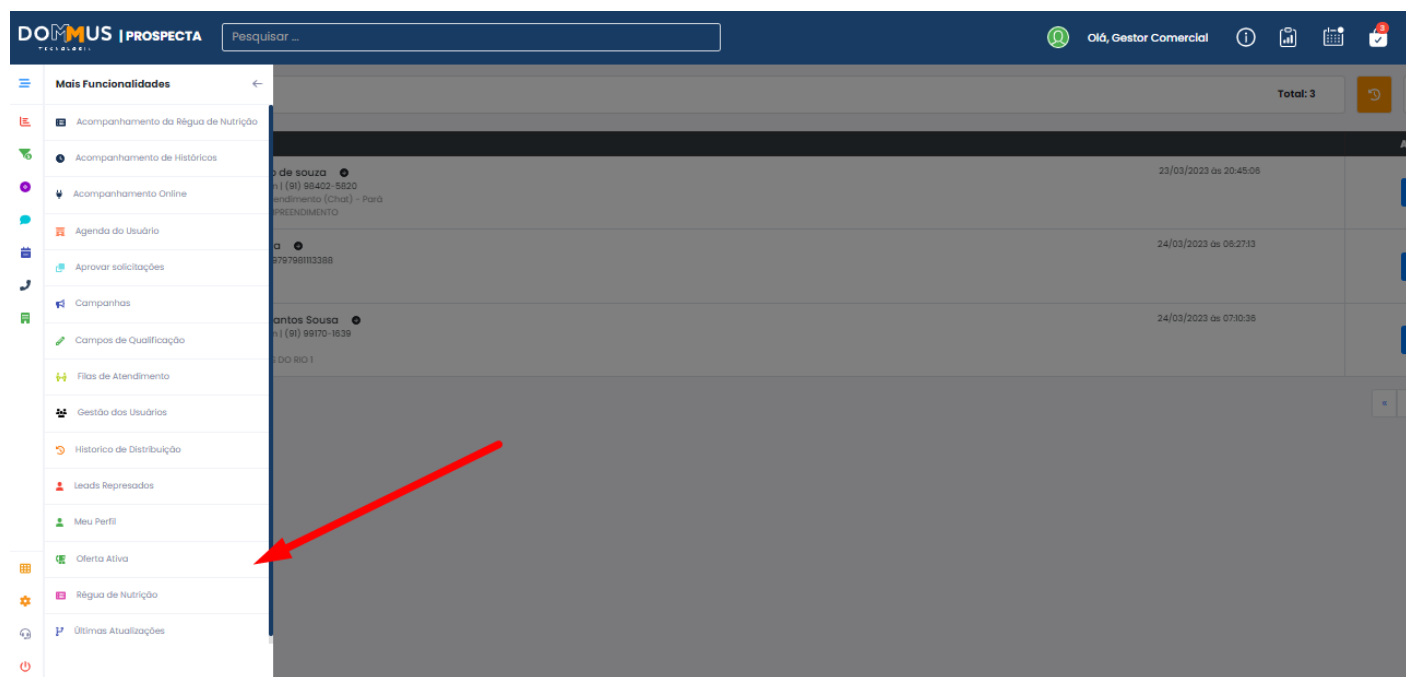 DOMMUS | PROSPECTA
TECNOLOGIA
Pesquisar ...
Olá, Gestor Comercial
3
Mais Funcionalidades
Total: 3
Acompanhamento da Régua de Nutrição
Acompanhamento de Históricos
Acompanhamento Online
Agenda do Usuário
Aprovar solicitações
Campanhas
Campos de Qualificação
Filas de Atendimento
Gestão dos Usuários
Historico de Distribuição
Leads Represados
Meu Perfil
Oferta Ativa
Régua de Nutrição
Últimas Atualizações
A
o de souza
23/03/2023 às 20:45:06
n | (91) 98402-5820
endimento (Chat) - Pará
PREENDIMENTO
a
24/03/2023 às 06:27:13
9797981113388
antos Sousa
24/03/2023 às 07:10:36
n | (91) 99170-1639
DO RIO 1
«